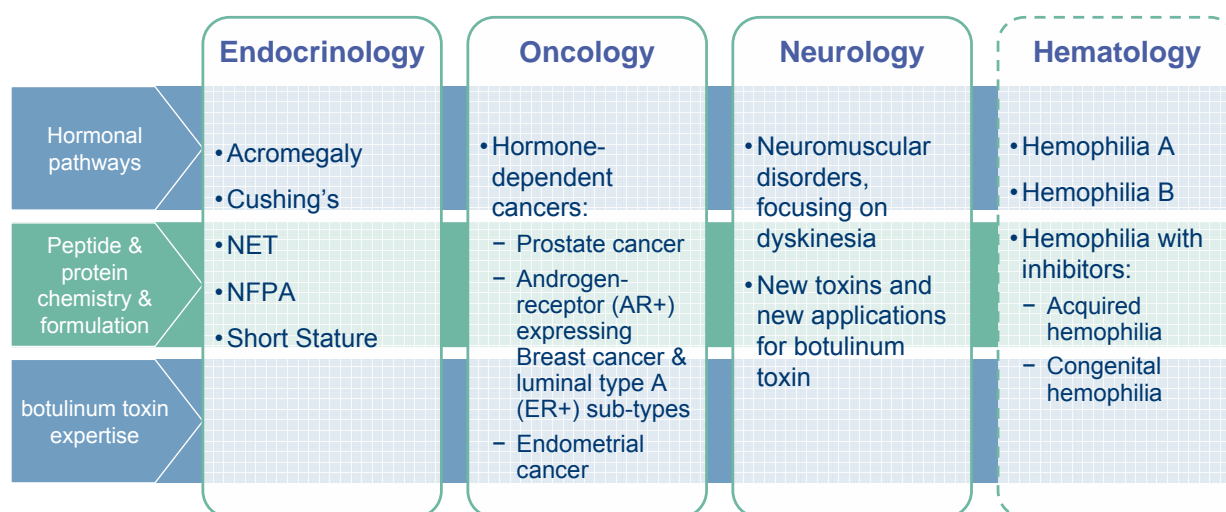 Endocrinology
Oncology
Neurology
Hematology
Hormonal
pathways
Peptide &
protein
chemistry &
formulation
botulinum toxin
expertise
•Acromegaly
•Cushing's
•NET
•NFPA
•Short Stature
•Hormone-
dependent
cancers:
− Prostate cancer
− Androgen-
receptor (AR+)
expressing
Breast cancer &
luminal type A
(ER+) sub-types
− Endometrial
cancer
•Neuromuscular
disorders,
focusing on
dyskinesia
•New toxins and
new applications
for botulinum
toxin
•Hemophilia A
•Hemophilia B
•Hemophilia with
inhibitors:
− Acquired
hemophilia
− Congenital
hemophilia